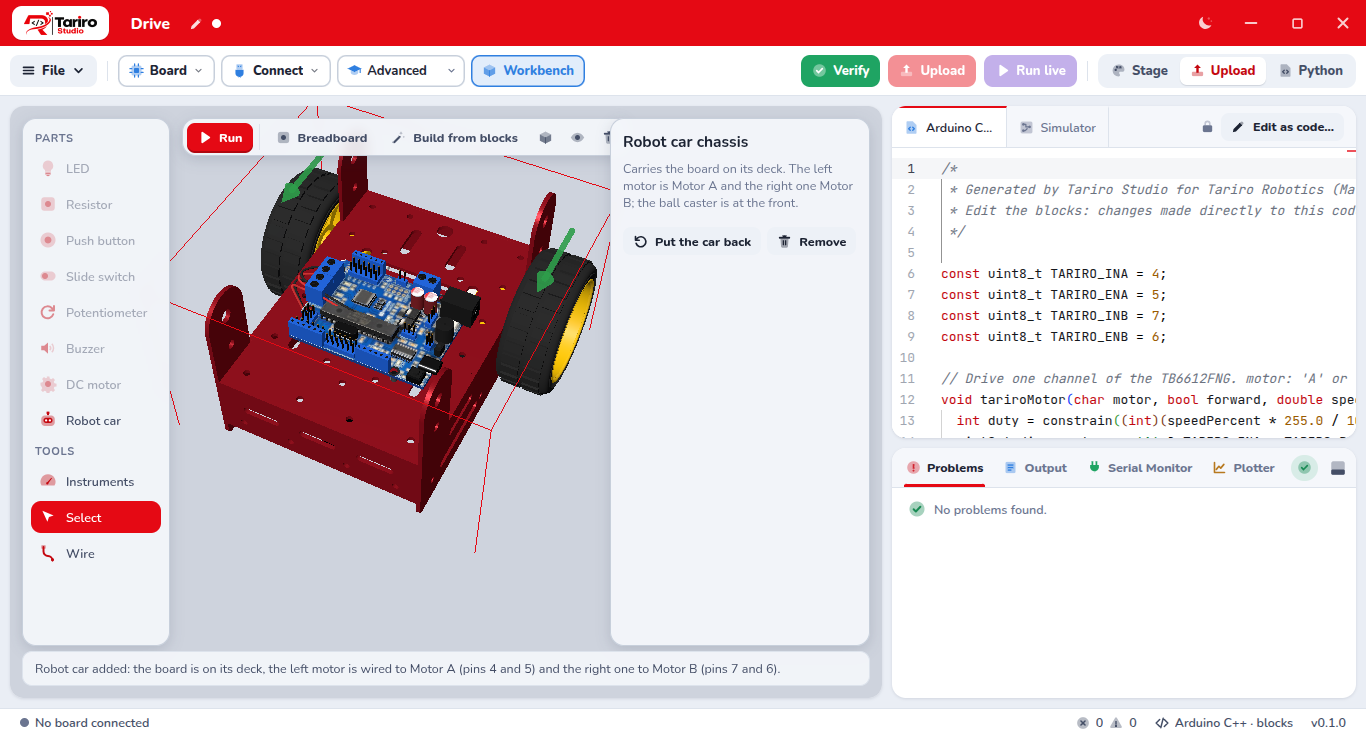 Tariro
Studio
Drive
File
Board
Connect
Advanced
Workbench
Verify
Upload
Run live
Stage
Upload
Python
PARTS
LED
Resistor
Push button
Slide switch
Potentiometer
Buzzer
DC motor
Robot car
TOOLS
Instruments
Select
Wire
Run
Breadboard
Build from blocks
Robot car chassis
Carries the board on its deck. The left
motor is Motor A and the right one Motor
B; the ball caster is at the front.
Put the car back
Remove
Robot car added: the board is on its deck, the left motor is wired to Motor A (pins 4 and 5) and the right one to Motor B (pins 7 and 6).
Arduino C...
Simulator
Edit as code...
1 /*
2 * Generated by Tariro Studio for Tariro Robotics (Ma
3 * Edit the blocks: changes made directly to this cod
4 */
5
6 const uint8_t TARIRO_INA = 4;
7 const uint8_t TARIRO_ENA = 5;
8 const uint8_t TARIRO_INB = 7;
9 const uint8_t TARIRO_ENB = 6;
10
11 // Drive one channel of the TB6612FNG. motor: 'A' or
12 void tariroMotor(char motor, bool forward, double spee
13 int duty = constrain((int)(speedPercent * 255.0 / 10
Problems
Output
Serial Monitor
Plotter
No problems found.
No board connected
0
0
Arduino C++ · blocks
v0.1.0